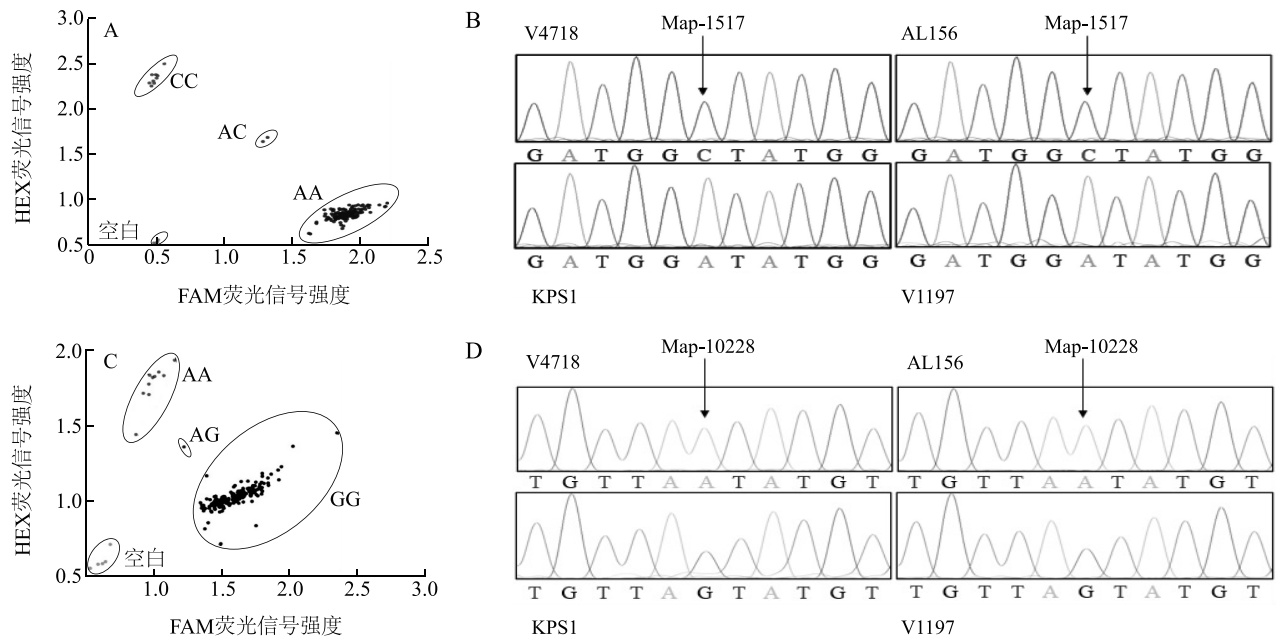 A
HEX荧光信号强度
3.0
2.5
2.0
1.5
1.0
0.5
CC
AC
AA
空白
0
0.5
1.0
1.5
2.0
2.5
FAM荧光信号强度
B
V4718
Map-1517
AL156
Map-1517
G A T G G C T A T G G
G A T G G C T A T G G
G A T G G A T A T G G
G A T G G A T A T G G
KPS1
V1197
C
HEX荧光信号强度
2.0
1.5
1.0
0.5
AA
AG
GG
空白
1.0
1.5
2.0
2.5
FAM荧光信号强度
D
V4718
Map-10228
AL156
Map-10228
T G T T A A T A T G T
T G T T A A T A T G T
T G T T A G T A T G T
T G T T A G T A T G T
KPS1
V1197